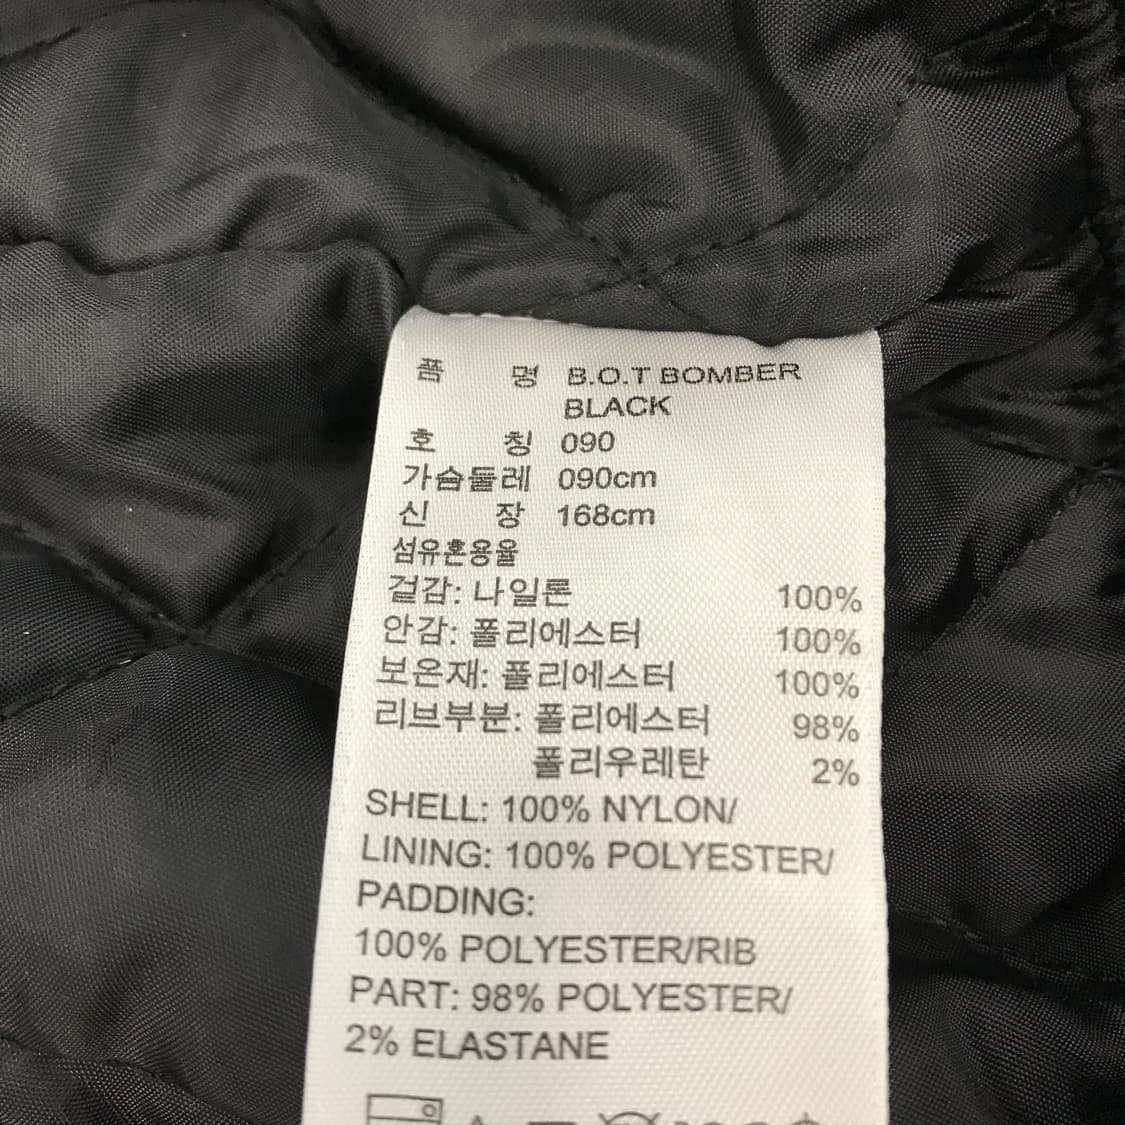 품 명 B.O.T BOMBER
BLACK
호 칭 090
가슴둘레 090cm
신 장 168cm
섬유혼용율
겉감: 나일론 100%
안감: 폴리에스터 100%
보온재: 폴리에스터 100%
리브부분: 폴리에스터 98%
폴리우레탄 2%
SHELL: 100% NYLON/
LINING: 100% POLYESTER/
PADDING:
100% POLYESTER/RIB
PART: 98% POLYESTER/
2% ELASTANE